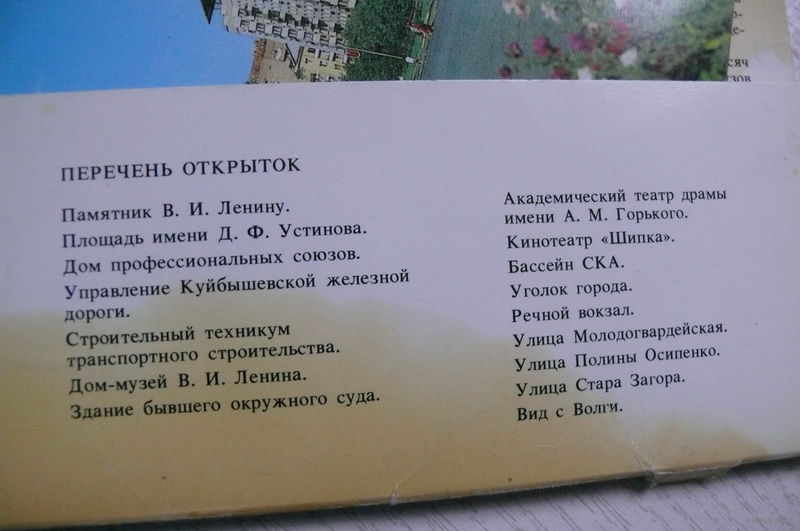 сяч
узов
ПЕРЕЧЕНЬ ОТКРЫТОК
Памятник В. И. Ленину.
Площадь имени Д. Ф. Устинова.
Дом профессиональных союзов.
Управление Куйбышевской железной
дороги.
Строительный техникум
транспортного строительства.
Дом-музей В. И. Ленина.
Здание бывшего окружного суда.
Академический театр драмы
имени А. М. Горького.
Кинотеатр «Шипка».
Бассейн СКА.
Уголок города.
Речной вокзал.
Улица Молодогвардейская.
Улица Полины Осипенко.
Улица Стара Загора.
Вид с Волги.